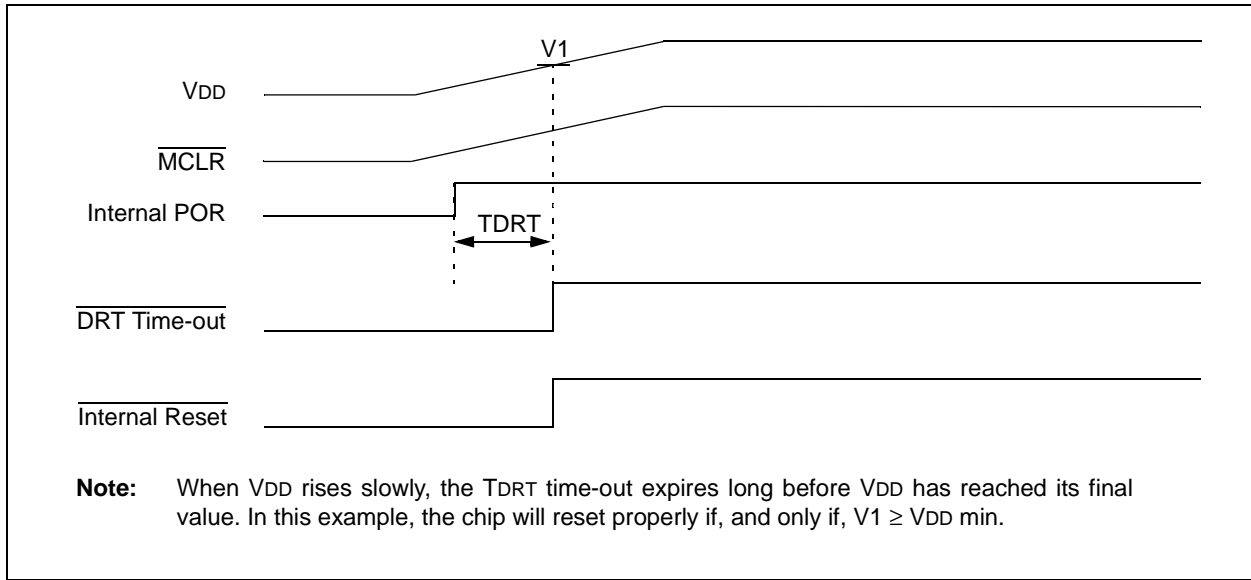 V1
VDD
MCLR
Internal POR
TDRT
DRT Time-out
Internal Reset
Note: When VDD rises slowly, the TDRT time-out expires long before VDD has reached its final
value. In this example, the chip will reset properly if, and only if, V1 ≥ VDD min.